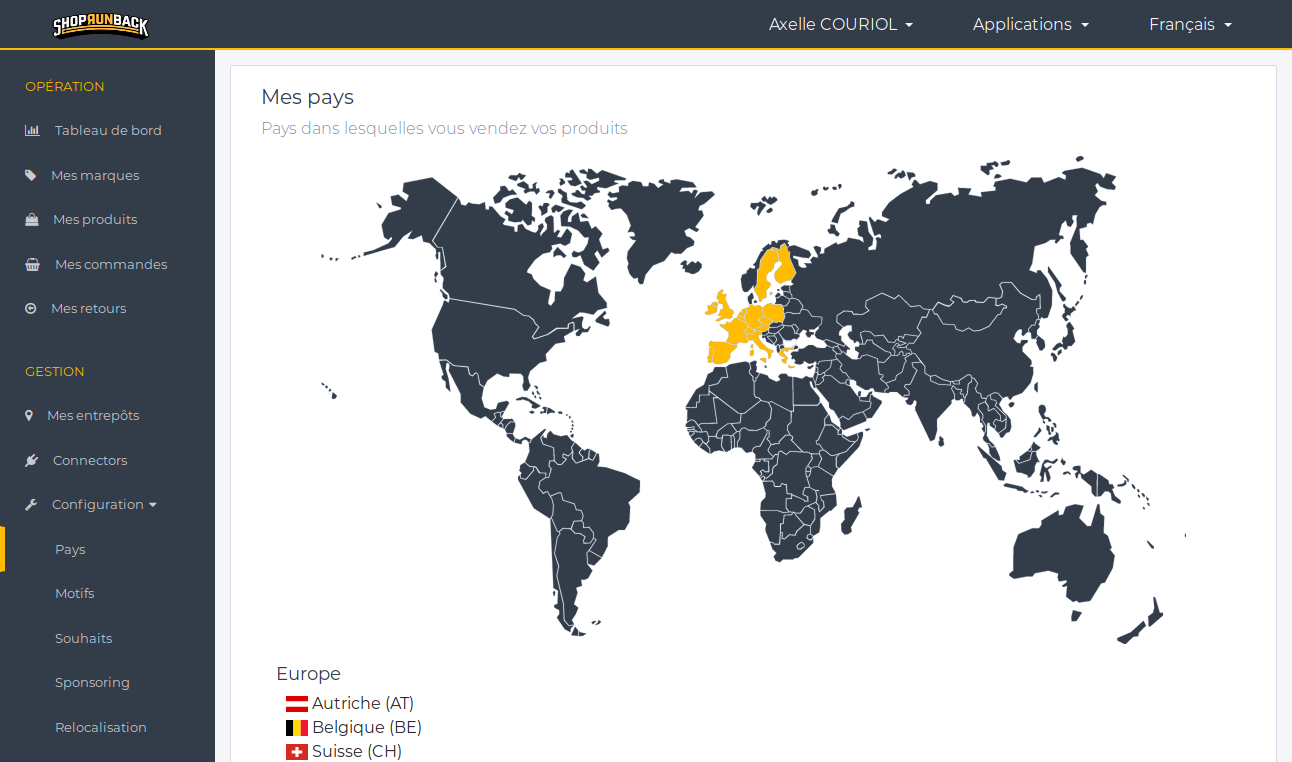 SHOPRUNBACK
Axelle COURIOL
Applications
Français
OPÉRATION
Tableau de bord
Mes marques
Mes produits
Mes commandes
Mes retours
GESTION
Mes entrepôts
Connectors
Configuration
Pays
Motifs
Souhaits
Sponsoring
Relocalisation
Mes pays
Pays dans lesquelles vous vendez vos produits
Europe
Autriche (AT)
Belgique (BE)
Suisse (CH)